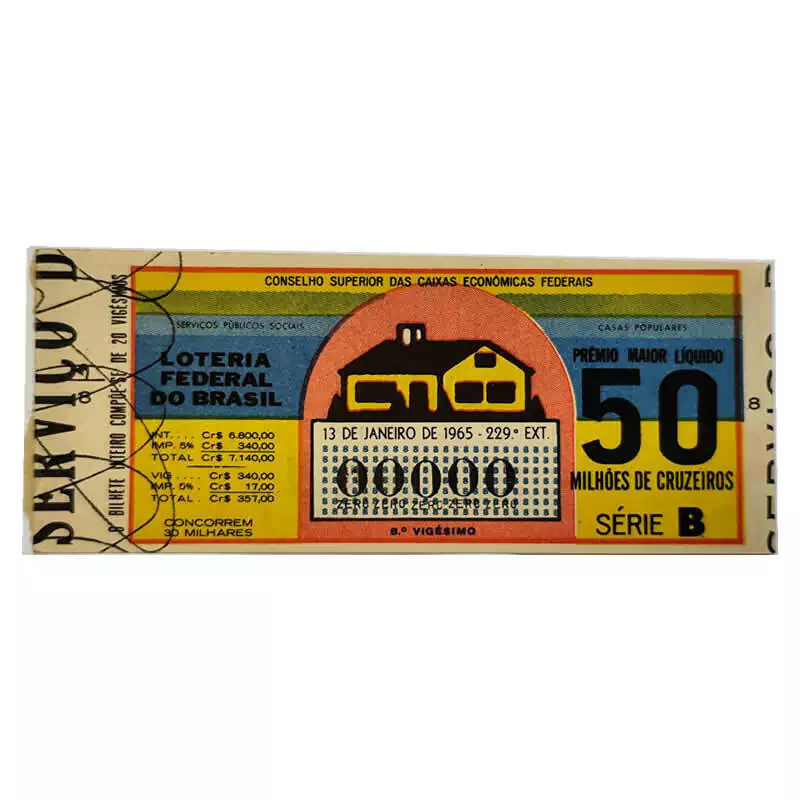 SERVIÇO D
8
O BILHETE INTEIRO COMPÕE-SE DE 20 VIGÉSIMOS
CONSELHO SUPERIOR DAS CAIXAS ECONÔMICAS FEDERAIS
SERVIÇOS PÚBLICOS SOCIAIS
CASAS POPULARES
LOTERIA
FEDERAL
DO BRASIL
INT.... Cr$ 6.800,00
IMP. 5% Cr$ 340,00
TOTAL Cr$ 7.140,00
VIG..... Cr$ 340,00
IMP. 5% : Cr$ 17,00
TOTAL . Cr$ 357,00
CONCORREM
30 MILHARES
13 DE JANEIRO DE 1965 - 229.ª EXT.
00000
ZERO ZERO ZERO ZERO ZERO
8.º VIGÉSIMO
PRÊMIO MAIOR LÍQUIDO
50
MILHÕES DE CRUZEIROS
SÉRIE B
8